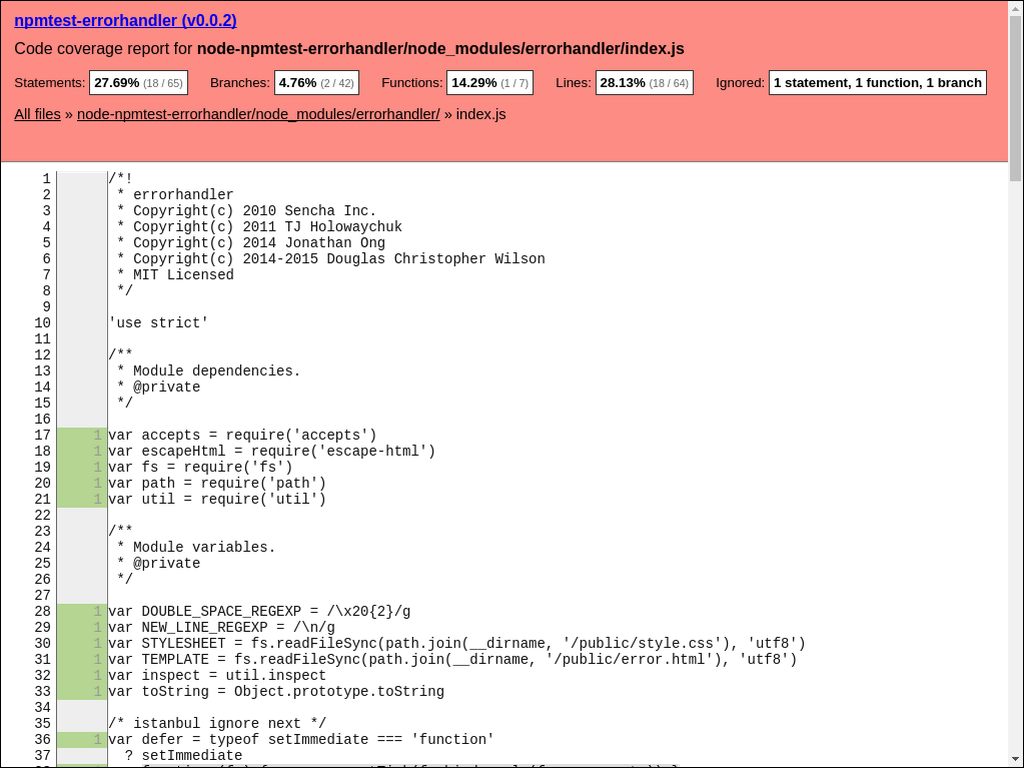 npmtest-errorhandler (v0.0.2)
Code coverage report for node-npmtest-errorhandler/node_modules/errorhandler/index.js
Statements: 27.69% (18 / 65) Branches: 4.76% (2 / 42) Functions: 14.29% (1 / 7) Lines: 28.13% (18 / 64) Ignored: 1 statement, 1 function, 1 branch
All files » node-npmtest-errorhandler/node_modules/errorhandler/ » index.js
1 /*!
2  * errorhandler
3  * Copyright(c) 2010 Sencha Inc.
4  * Copyright(c) 2011 TJ Holowaychuk
5  * Copyright(c) 2014 Jonathan Ong
6  * Copyright(c) 2014-2015 Douglas Christopher Wilson
7  * MIT Licensed
8  */
9
10 'use strict'
11
12 /**
13  * Module dependencies.
14  * @private
15  */
16
17 1 var accepts = require('accepts')
18 1 var escapeHtml = require('escape-html')
19 1 var fs = require('fs')
20 1 var path = require('path')
21 1 var util = require('util')
22
23 /**
24  * Module variables.
25  * @private
26  */
27
28 1 var DOUBLE_SPACE_REGEXP = /\x20{2}/g
29 1 var NEW_LINE_REGEXP = /\n/g
30 1 var STYLESHEET = fs.readFileSync(path.join(__dirname, '/public/style.css'), 'utf8')
31 1 var TEMPLATE = fs.readFileSync(path.join(__dirname, '/public/error.html'), 'utf8')
32 1 var inspect = util.inspect
33 1 var toString = Object.prototype.toString
34
35 /* istanbul ignore next */
36 1 var defer = typeof setImmediate === 'function'
37   ? setImmediate